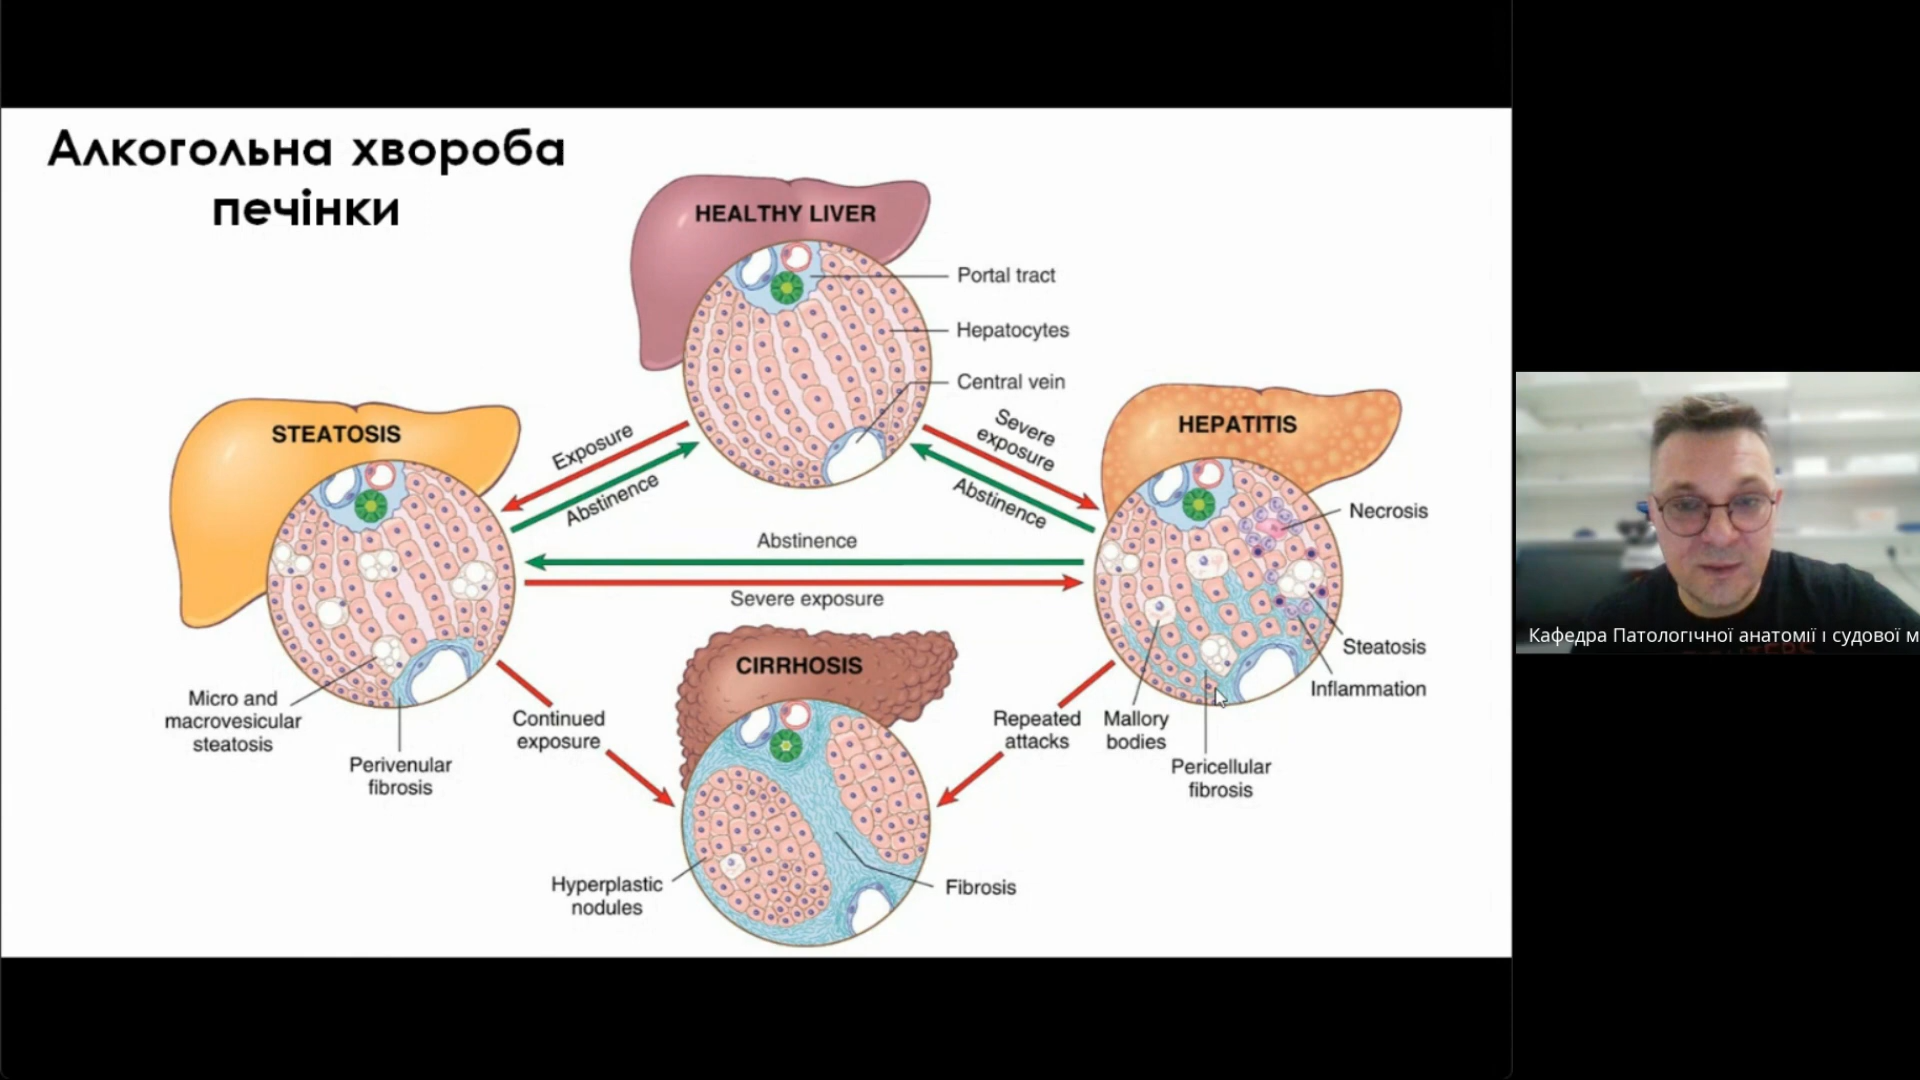 Алкогольна хвороба
печінки
HEALTHY LIVER
Portal tract
Hepatocytes
Central vein
STEATOSIS
Exposure
Abstinence
Severe
exposure
Abstinence
HEPATITIS
Necrosis
Abstinence
Severe exposure
Steatosis
Inflammation
Micro and
macrovesicular
steatosis
Perivenular
fibrosis
Continued
exposure
CIRRHOSIS
Repeated
attacks
Mallory
bodies
Pericellular
fibrosis
Hyperplastic
nodules
Fibrosis
Кафедра Патологічної анатомії і судової м